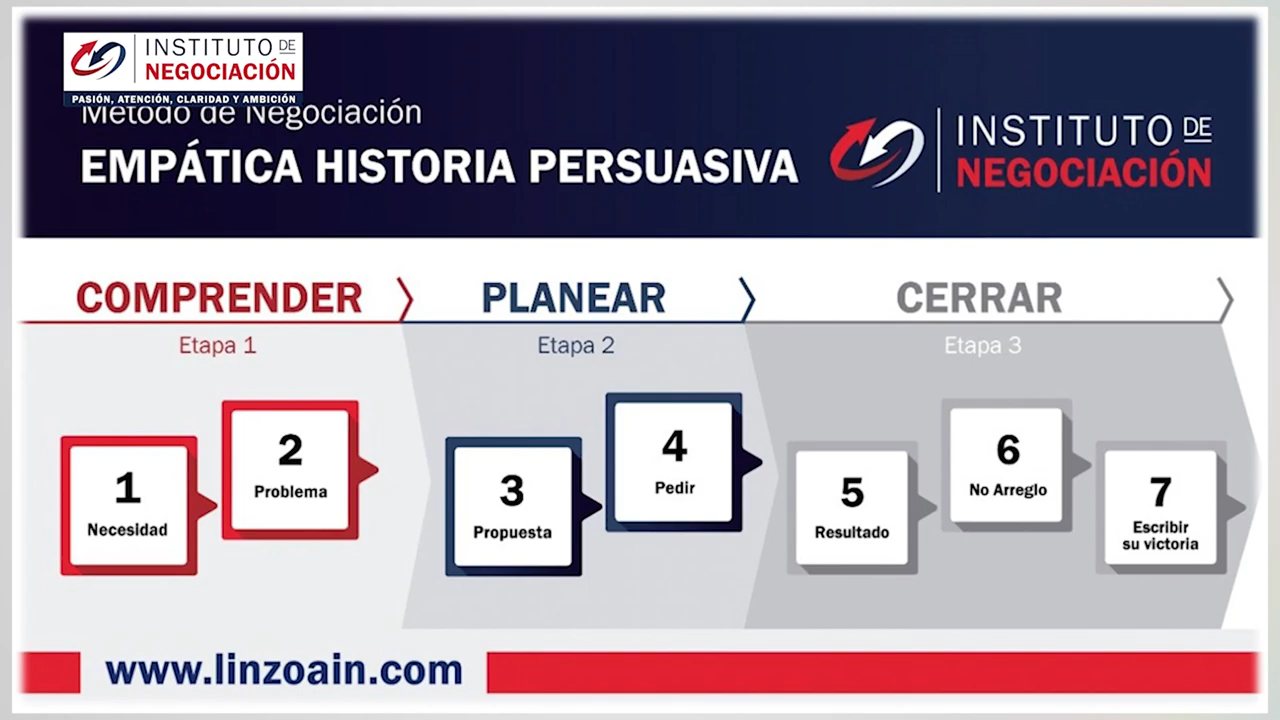 INSTITUTO DE
NEGOCIACIÓN
PASIÓN, ATENCIÓN, CLARIDAD Y AMBICIÓN
Método de Negociación
EMPÁTICA HISTORIA PERSUASIVA
INSTITUTO DE
NEGOCIACIÓN
COMPRENDER
Etapa 1
1
Necesidad
2
Problema
PLANEAR
Etapa 2
3
Propuesta
4
Pedir
CERRAR
Etapa 3
5
Resultado
6
No Arreglo
7
Escribir
su victoria
www.linzoain.com